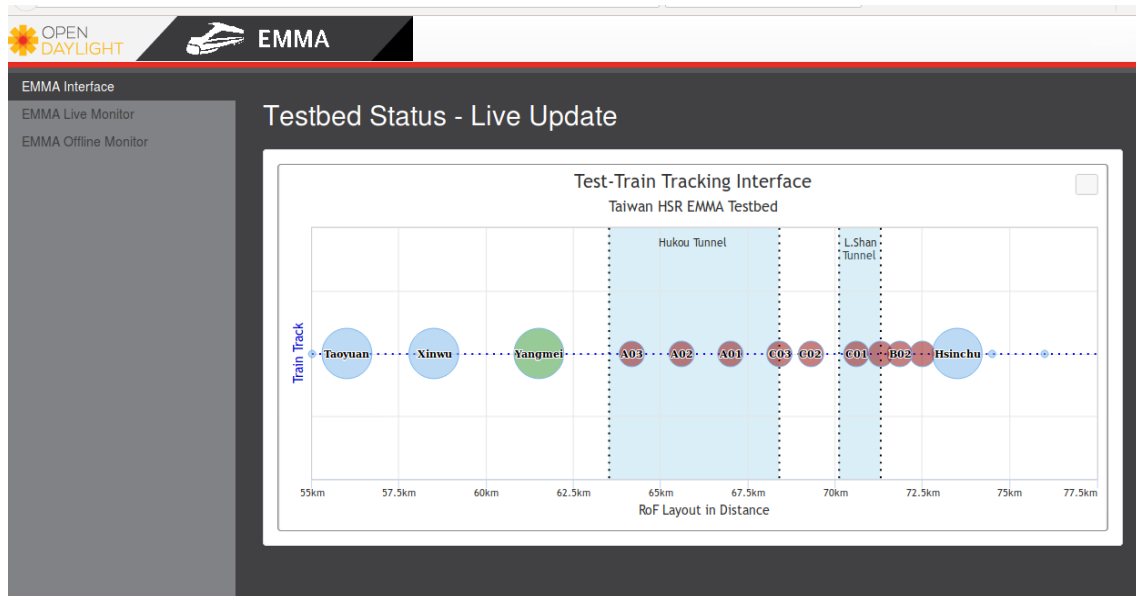 OPEN
DAYLIGHT
EMMA
EMMA Interface
EMMA Live Monitor
EMMA Offline Monitor
Testbed Status - Live Update
Test-Train Tracking Interface
Taiwan HSR EMMA Testbed
Hukou Tunnel
L.Shan
Tunnel
Train Track
Taoyuan
Xinwu
Yangmei
A03
A02
A01
C03
C02
C01
B02
Hsinchu
55km
57.5km
60km
62.5km
65km
67.5km
70km
72.5km
75km
77.5km
RoF Layout in Distance